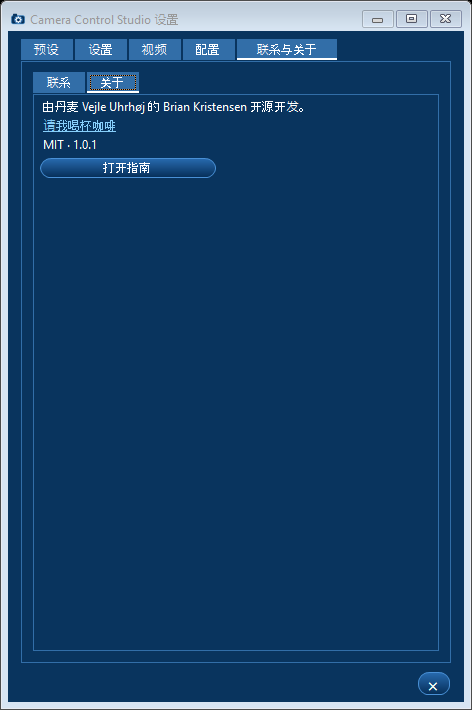 Camera Control Studio 设置
预设 设置 视频 配置 联系与关于
联系 关于
由丹麦 Vejle Uhrhøj 的 Brian Kristensen 开源开发。
请我喝杯咖啡
MIT · 1.0.1
打开指南